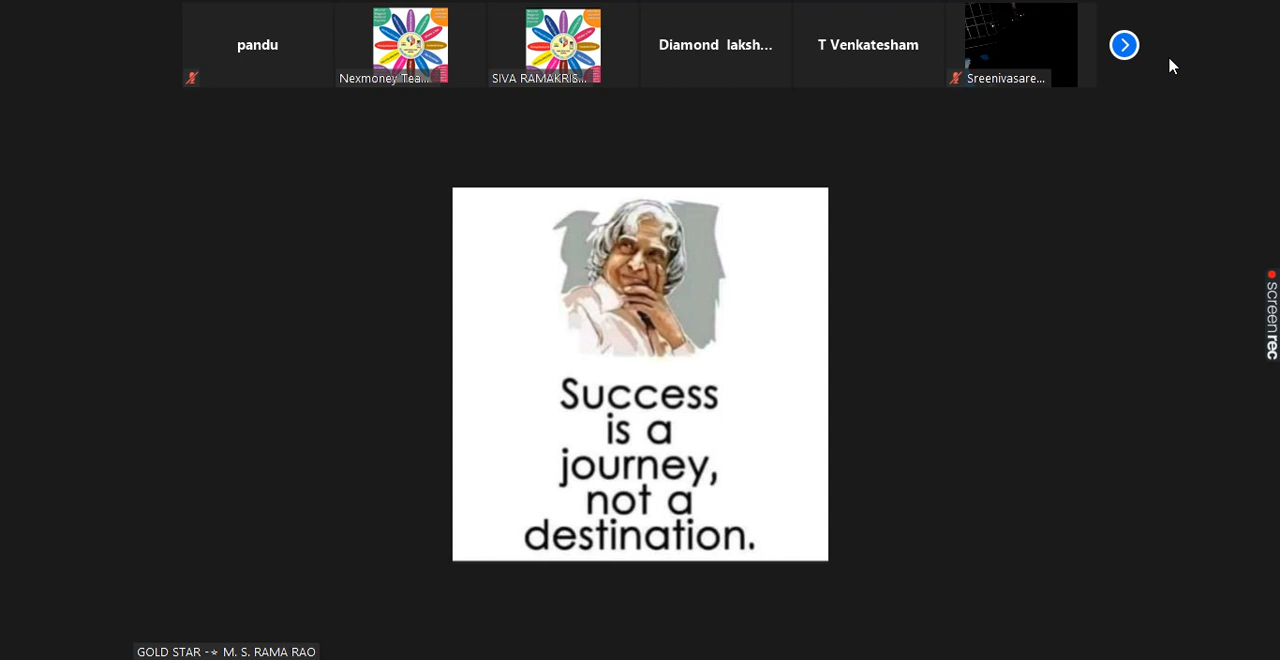 pandu
Nexmoney Tea...
SIVA RAMAKRIS...
Diamond laksh...
T Venkatesham
Sreenivasare...
Success
is a
journey,
not a
destination.
screenrec
GOLD STAR -⭐ M. S. RAMA RAO